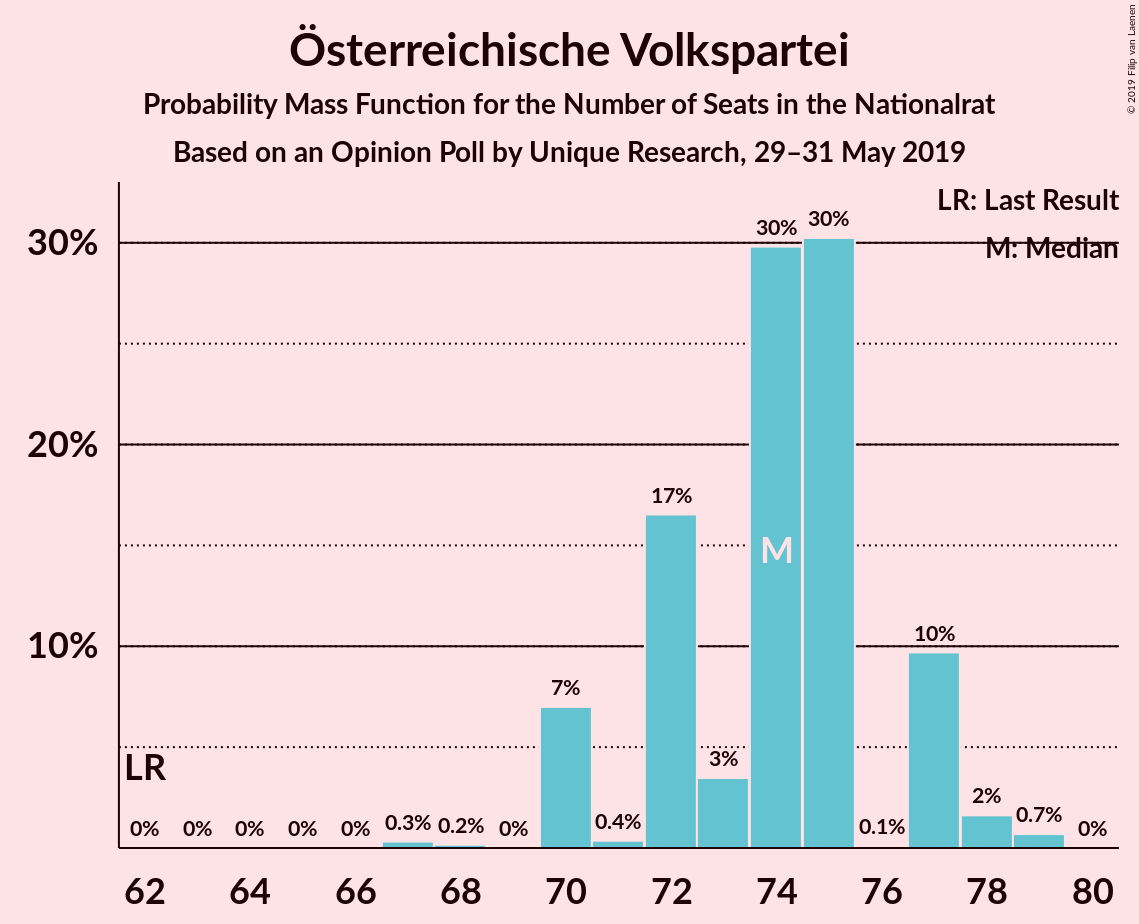 Österreichische Volkspartei
Probability Mass Function for the Number of Seats in the Nationalrat
Based on an Opinion Poll by Unique Research, 29–31 May 2019
© 2019 Filip van Laenen
LR: Last Result
M: Median
30%
20%
10%
LR
M
0% 0% 0% 0% 0% 0.3% 0.2% 0% 7% 0.4% 17% 3% 30% 30% 0.1% 10% 2% 0.7% 0%
62 64 66 68 70 72 74 76 78 80